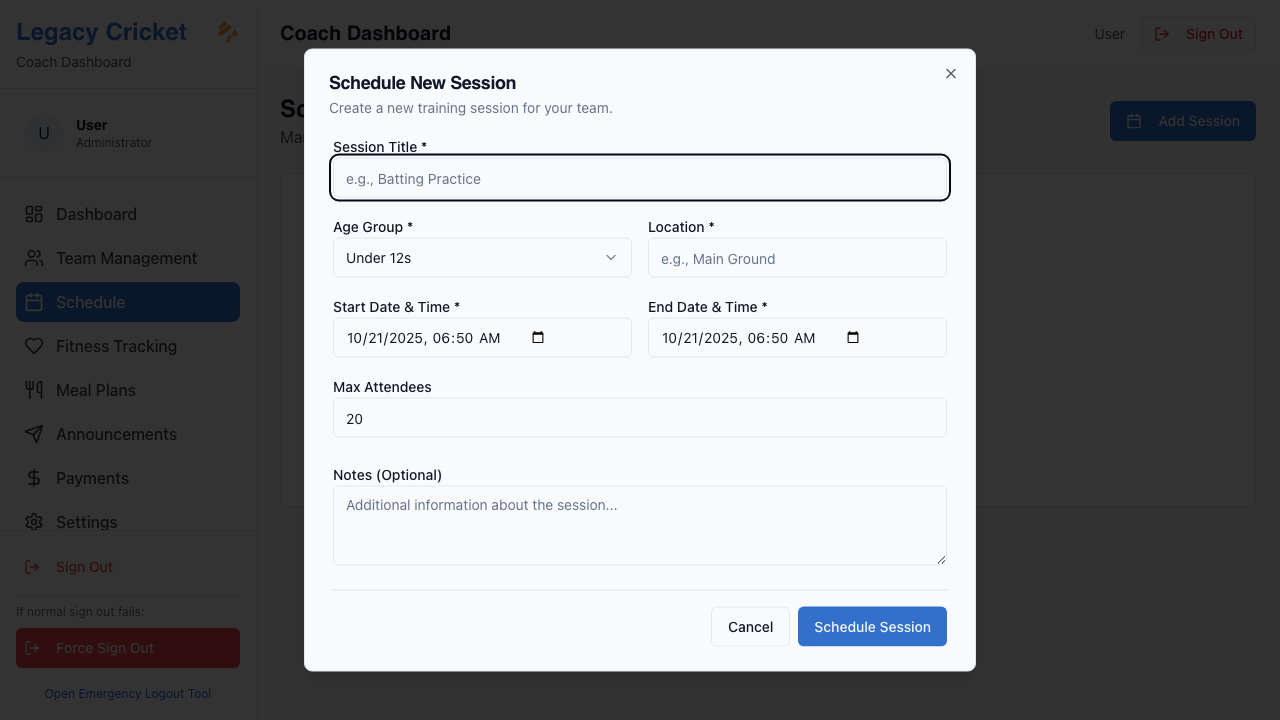 Legacy Cricket
Coach Dashboard
U
User
Administrator
Dashboard
Team Management
Schedule
Fitness Tracking
Meal Plans
Announcements
Payments
Settings
Sign Out
If normal sign out fails:
Force Sign Out
Open Emergency Logout Tool
Coach Dashboard
User
Sign Out
Add Session
Schedule New Session
Create a new training session for your team.
Session Title *
e.g., Batting Practice
Age Group *
Location *
Under 12s
e.g., Main Ground
Start Date & Time *
End Date & Time *
10/21/2025, 06:50 AM
10/21/2025, 06:50 AM
Max Attendees
20
Notes (Optional)
Additional information about the session...
Cancel
Schedule Session